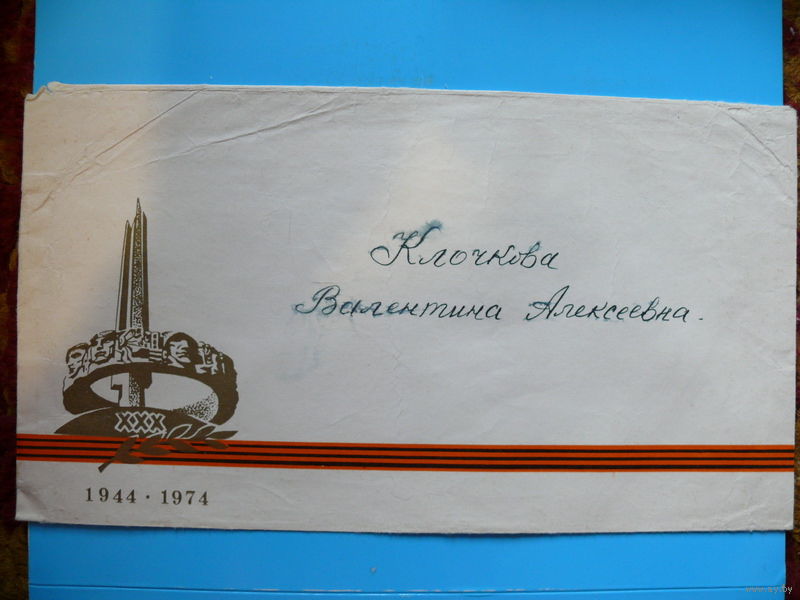 Клочкова
Валентина Алексеевна.
XXX
1944 · 1974